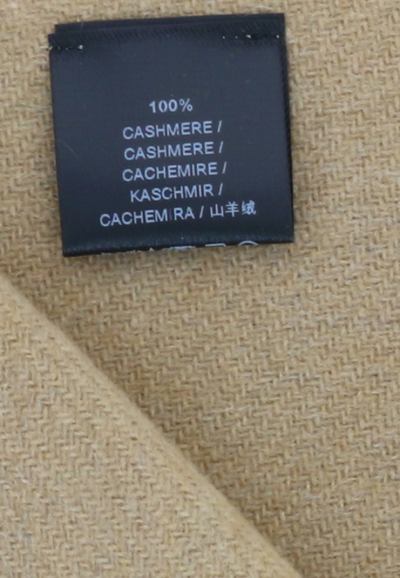 100%
CASHMERE /
CASHMERE /
CACHEMIRE /
KASCHMIR /
CACHEMIRA / 山羊绒